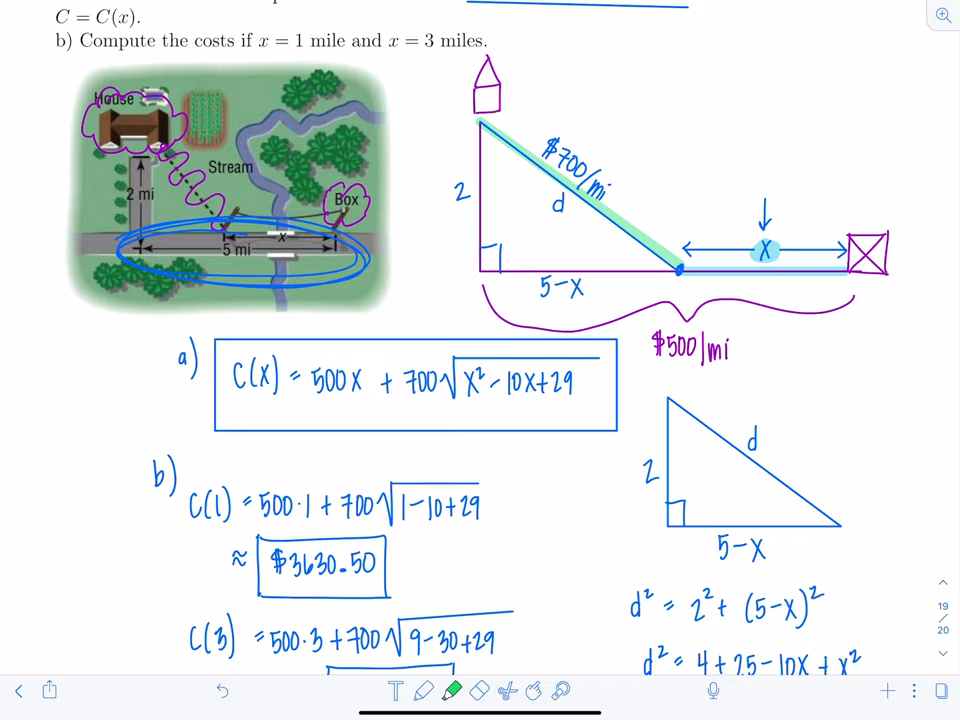 C = C(x).
b) Compute the costs if x = 1 mile and x = 3 miles.
House
Stream
2 mi
Box
x
5 mi
2
$700/mi
d
x
5-x
$500/mi
a)
C(x) = 500x + 700√x² - 10x + 29
b)
C(1) = 500·1 + 700√1-10+29
≈ $3630.50
C(3) = 500·3 + 700√9-30+29
2
d
5-x
d² = 2² + (5-x)²
d² = 4 + 25 - 10x + x²
19
/
20
T